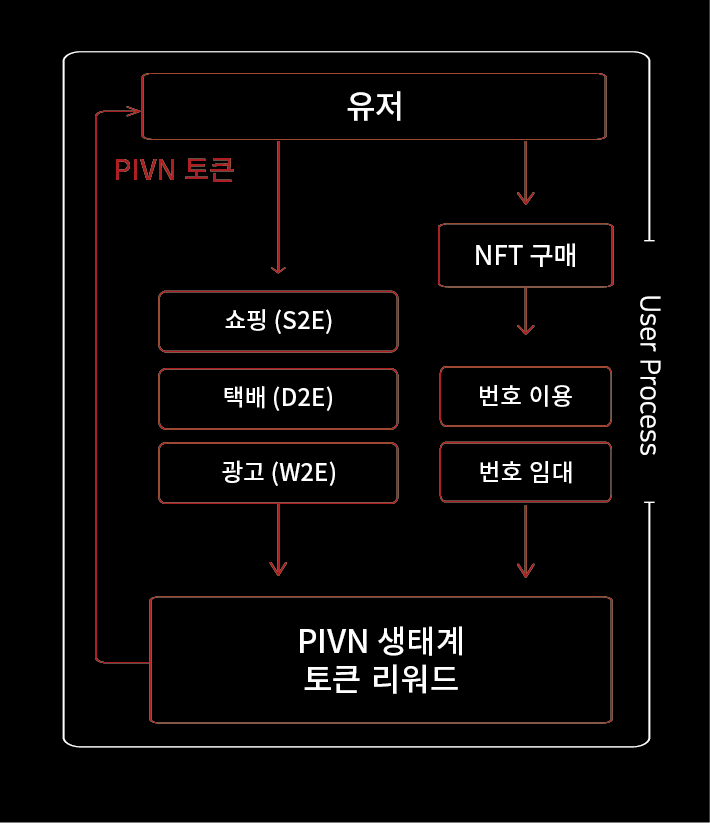 유저
PIVN 토큰
NFT 구매
쇼핑 (S2E)
택배 (D2E)
광고 (W2E)
번호 이용
번호 임대
User Process
PIVN 생태계
토큰 리워드